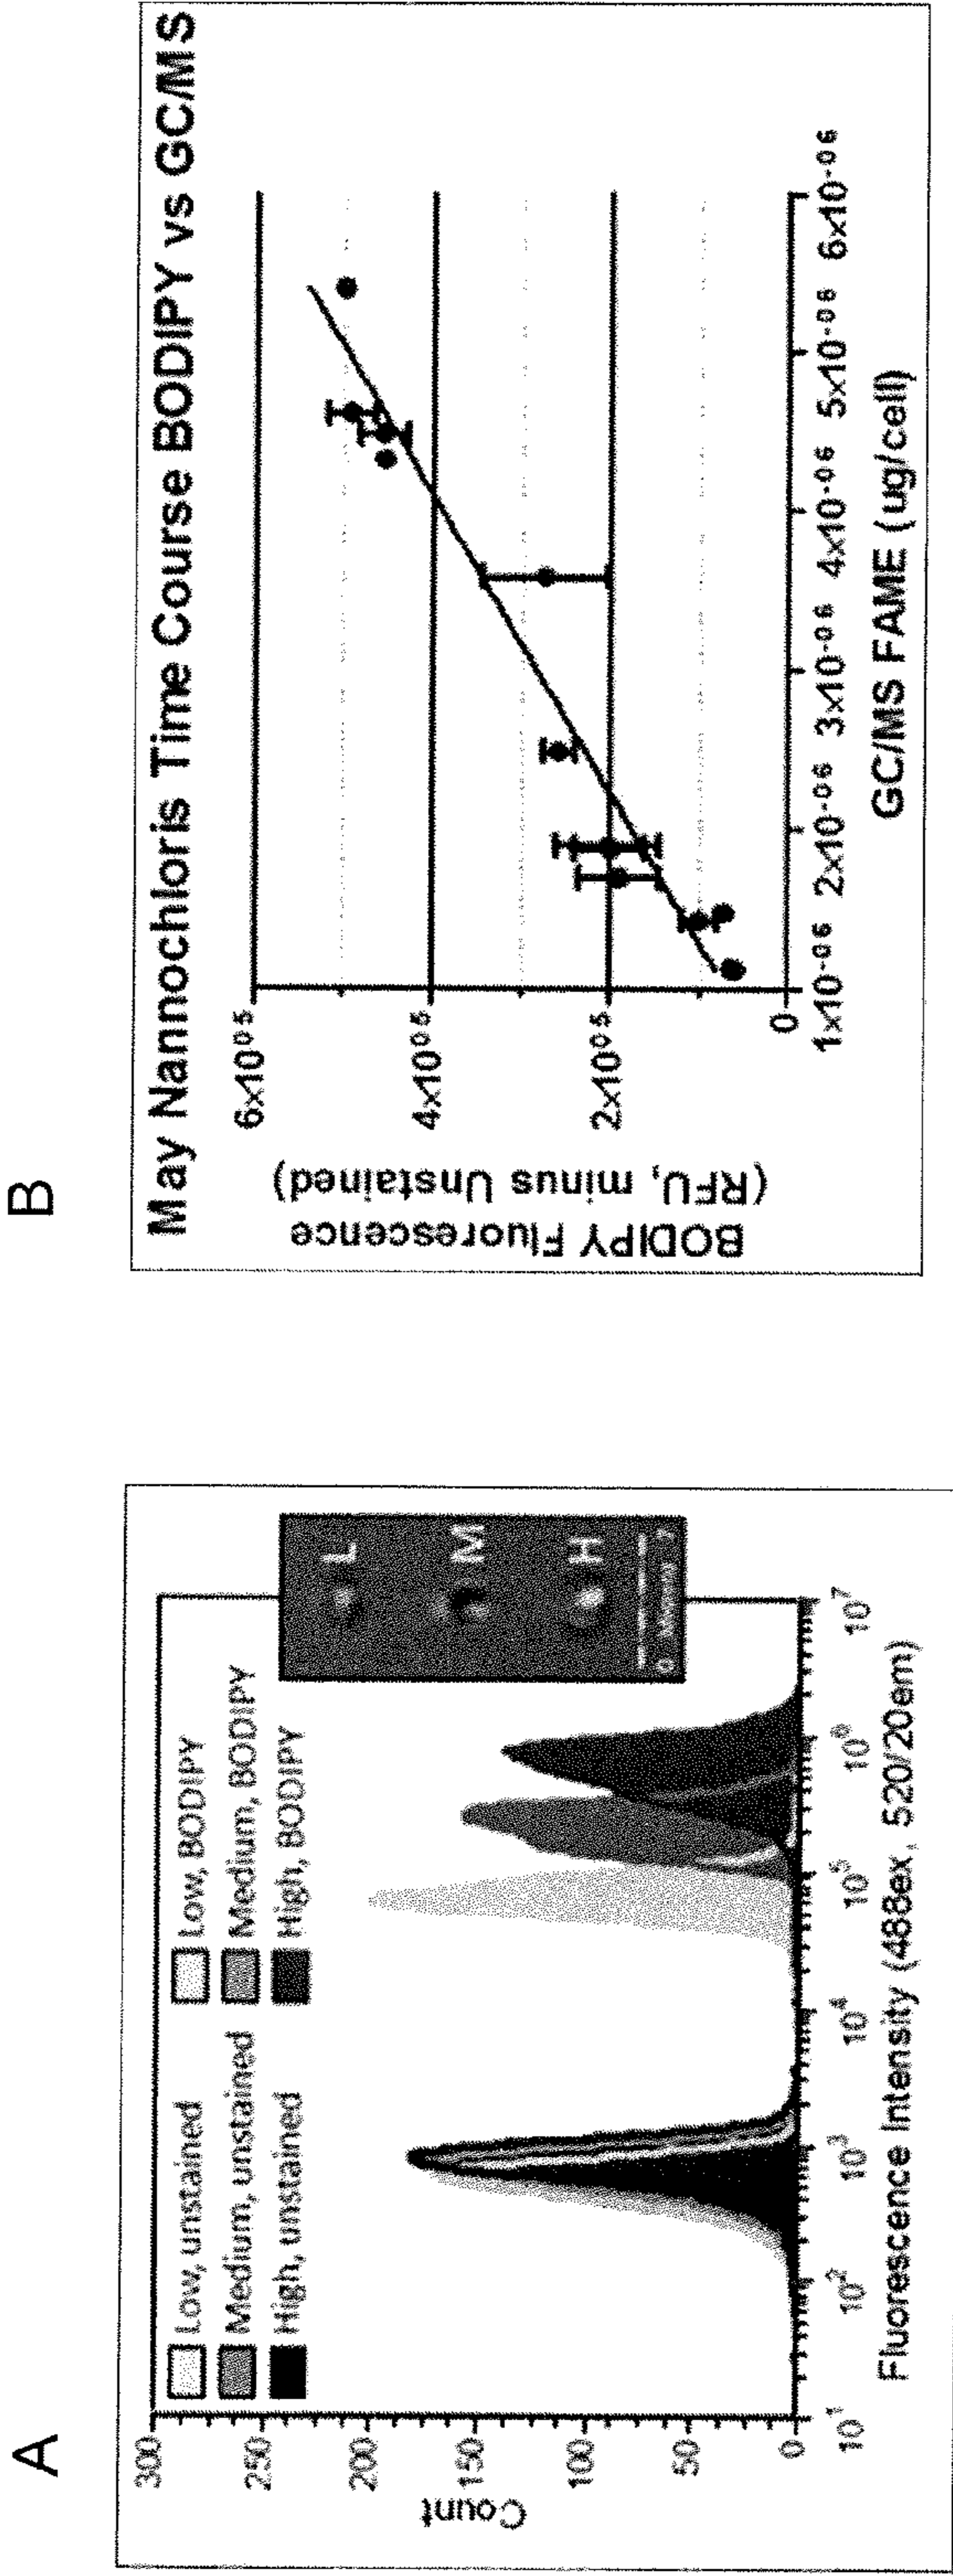 A
300
250
200
150
100
50
0
Count
Low, unstained
Medium, unstained
High, unstained
Low, BODIPY
Medium, BODIPY
High, BODIPY
L
M
H
10¹
10⁻²
10³
10⁴
10⁵
10⁶
10⁷
Fluorescence Intensity (488ex, 520/20em)
B
May Nannochloris Time Course BODIPY vs GC/MS
BODIPY Fluorescence
(RFU, minus Unstained)
6x10⁰⁵
4x10⁰⁵
2x10⁰⁵
0
1x10⁻⁰⁶ 2x10⁻⁰⁶ 3x10⁻⁰⁶ 4x10⁻⁰⁶ 5x10⁻⁰⁶ 6x10⁻⁰⁶
GC/MS FAME (ug/cell)